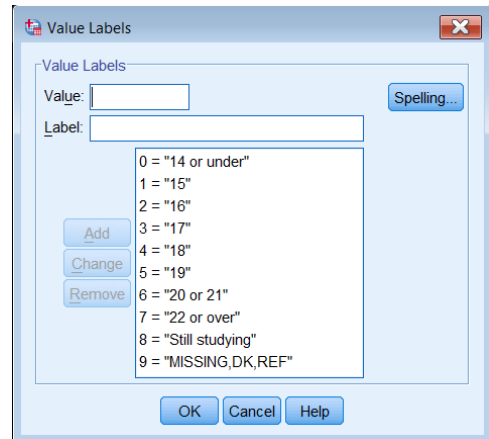 Value Labels
Value Labels
Value:
Spelling...
Label:
0 = "14 or under"
1 = "15"
2 = "16"
3 = "17"
4 = "18"
5 = "19"
6 = "20 or 21"
7 = "22 or over"
8 = "Still studying"
9 = "MISSING,DK,REF"
Add
Change
Remove
OK Cancel Help